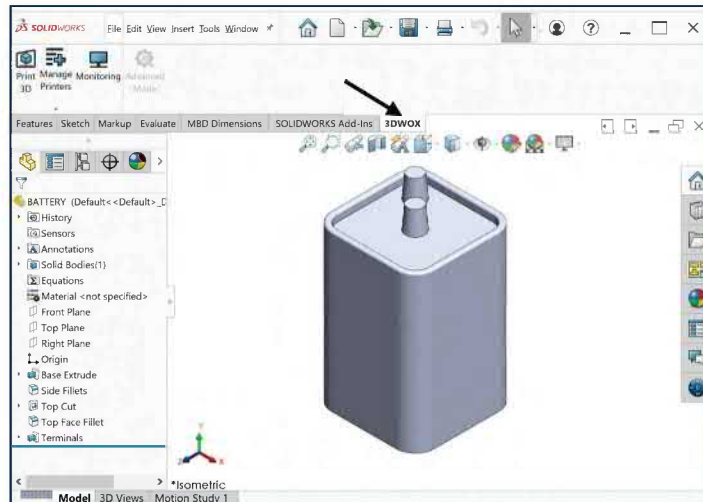 SOLIDWORKS File Edit View Insert Tools Window
Print 3D
Manage Printers
Monitoring
Advanced Mode
Features Sketch Markup Evaluate MBD Dimensions SOLIDWORKS Add-Ins 3DWOX
BATTERY (Default<<Default>_D
History
Sensors
Annotations
Solid Bodies(1)
Equations
Material <not specified>
Front Plane
Top Plane
Right Plane
Origin
Base Extrude
Side Fillets
Top Cut
Top Face Fillet
Terminals
Y
Z X
*Isometric
Model 3D Views Motion Study 1